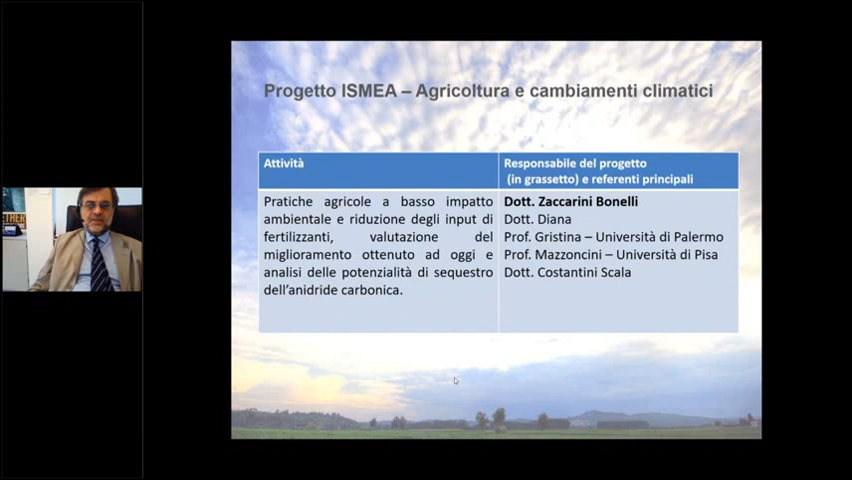 Progetto ISMEA – Agricoltura e cambiamenti climatici
Attività
Responsabile del progetto
(in grassetto) e referenti principali
Pratiche agricole a basso impatto
ambientale e riduzione degli input di
fertilizzanti, valutazione del
miglioramento ottenuto ad oggi e
analisi delle potenzialità di sequestro
dell'anidride carbonica.
Dott. Zaccarini Bonelli
Dott. Diana
Prof. Gristina – Università di Palermo
Prof. Mazzoncini – Università di Pisa
Dott. Costantini Scala